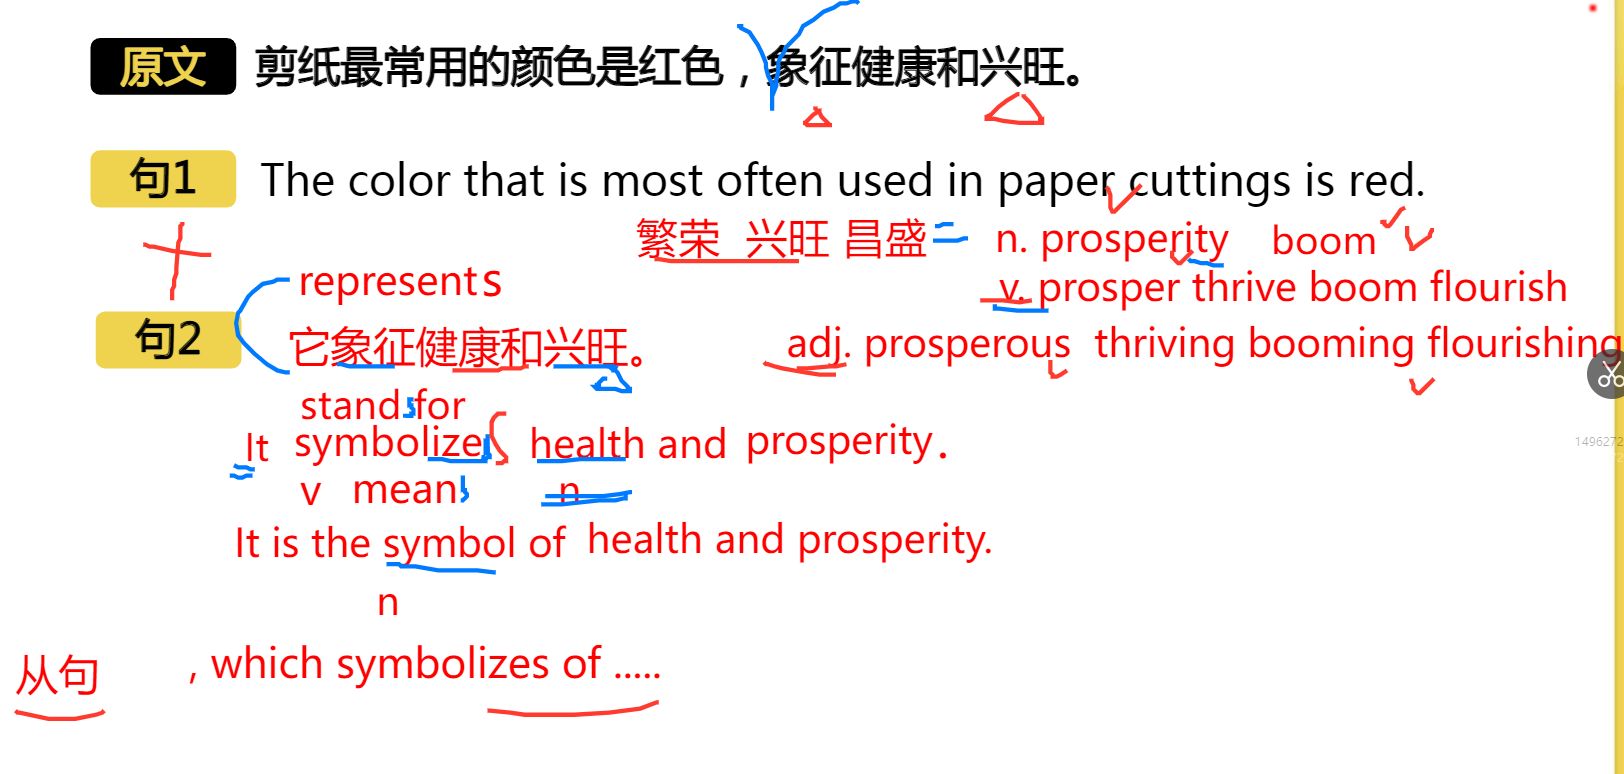 原文 剪纸最常用的颜色是红色，象征健康和兴旺。
句1 The color that is most often used in paper cuttings is red.
繁荣 兴旺 昌盛 = n. prosperity boom
represents v. prosper thrive boom flourish
句2 它象征健康和兴旺。 adj. prosperous thriving booming flourishing
stands for
It symbolizes health and prosperity.
v means n
It is the symbol of health and prosperity.
n
从句 , which symbolizes of .....